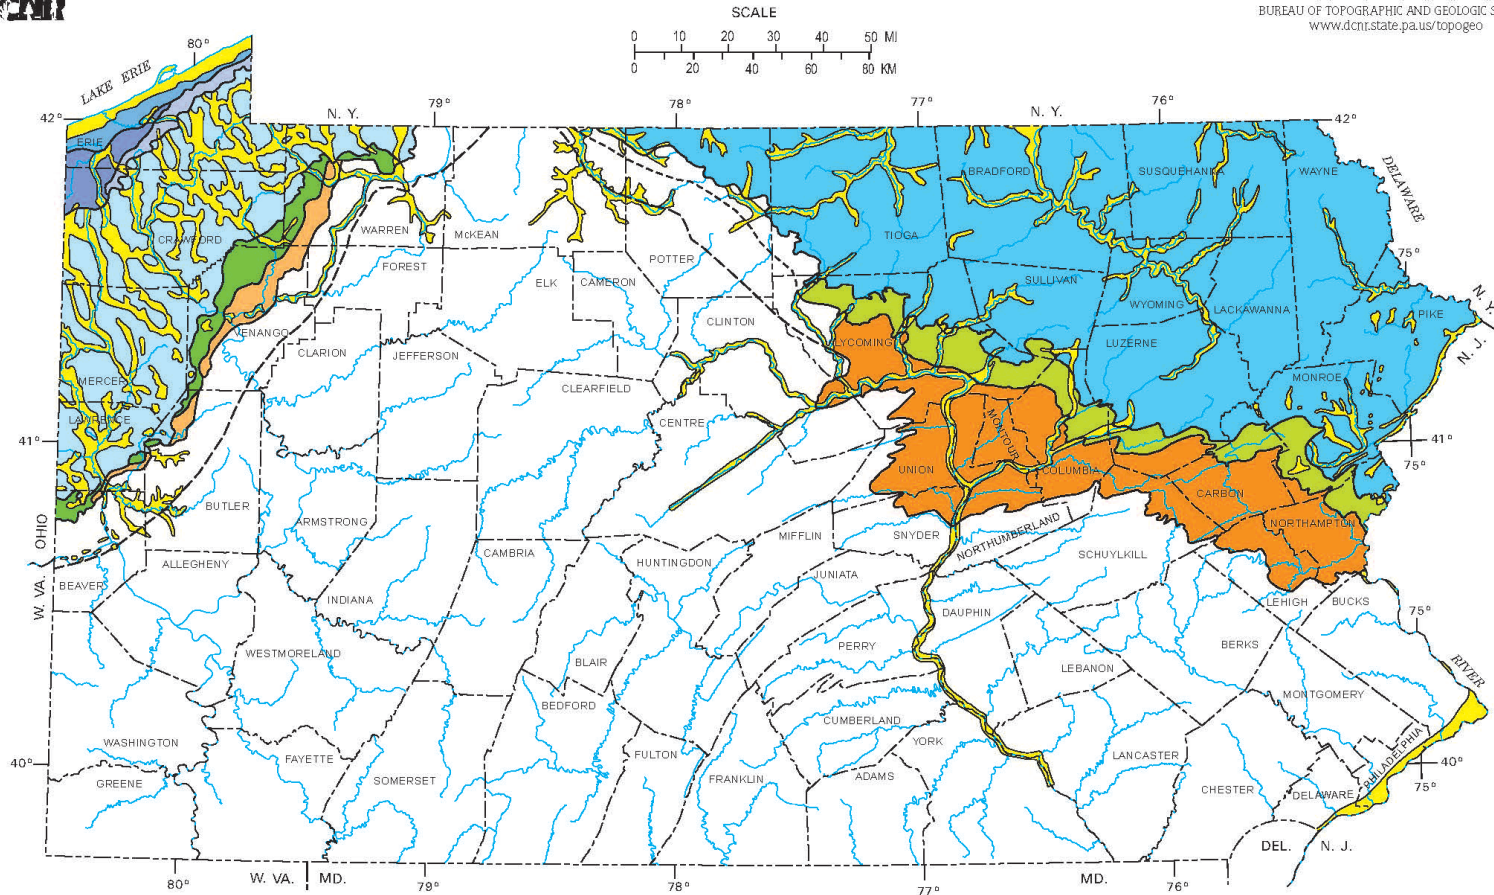 SCALE
0 10 20 30 40 50 MI
0 20 40 60 80 KM
BUREAU OF TOPOGRAPHIC AND GEOLOGIC S
www.dcnr.state.pa.us/topogeo
80°
LAKE ERIE
79°
78°
77°
76°
42°
N. Y.
N. Y.
42°
ERIE
BRADFORD
SUSQUEHANNA
WAYNE
DELAWARE
CRAWFORD
WARREN
McKEAN
TIOGA
75°
FOREST
POTTER
ELK
CAMERON
SULLIVAN
N. Y.
WYOMING
LACKAWANNA
PIKE
VENANGO
CLINTON
N. J.
CLARION
JEFFERSON
LYCOMING
LUZERNE
MERCER
CLEARFIELD
MONROE
LAWRENCE
CENTRE
MONTOUR
41°
41°
75°
UNION
COLUMBIA
CARBON
BUTLER
ARMSTRONG
NORTHAMPTON
OHIO
MIFFLIN
SNYDER
NORTHUMBERLAND
SCHUYLKILL
CAMBRIA
HUNTINGDON
ALLEGHENY
BEAVER
JUNIATA
W. VA.
INDIANA
DAUPHIN
LEHIGH
BUCKS
75°
WESTMORELAND
PERRY
BERKS
BLAIR
LEBANON
RIVER
BEDFORD
MONTGOMERY
CUMBERLAND
WASHINGTON
YORK
PHILADELPHIA
FAYETTE
FULTON
LANCASTER
40°
40°
GREENE
SOMERSET
FRANKLIN
ADAMS
CHESTER
DELAWARE
75°
DEL.
N. J.
80°
W. VA.
MD.
79°
78°
77°
MD.
76°